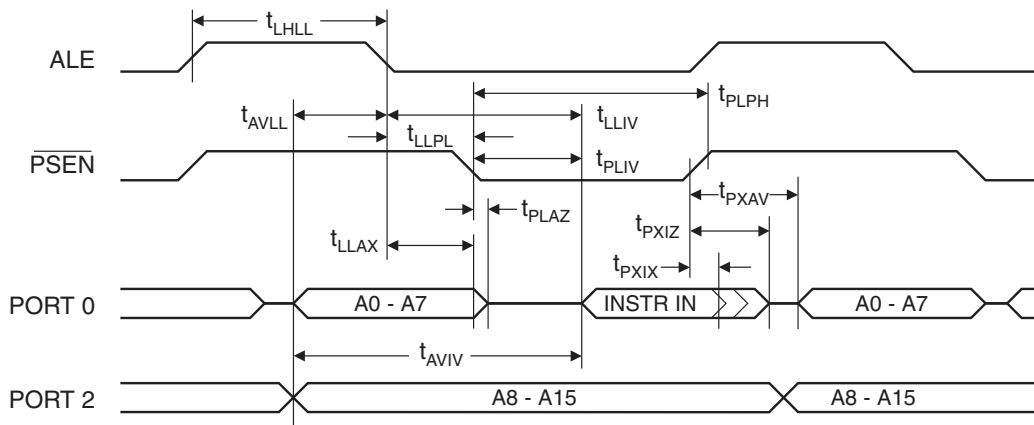 tLHLL
ALE
tPLPH
tAVLL
tLLIV
tLLPL
PSEN
tPLIV
tPXAV
tPLAZ
tLLAX
tPXIZ
tPXIX
PORT 0
A0 - A7
INSTR IN
A0 - A7
tAVIV
PORT 2
A8 - A15
A8 - A15